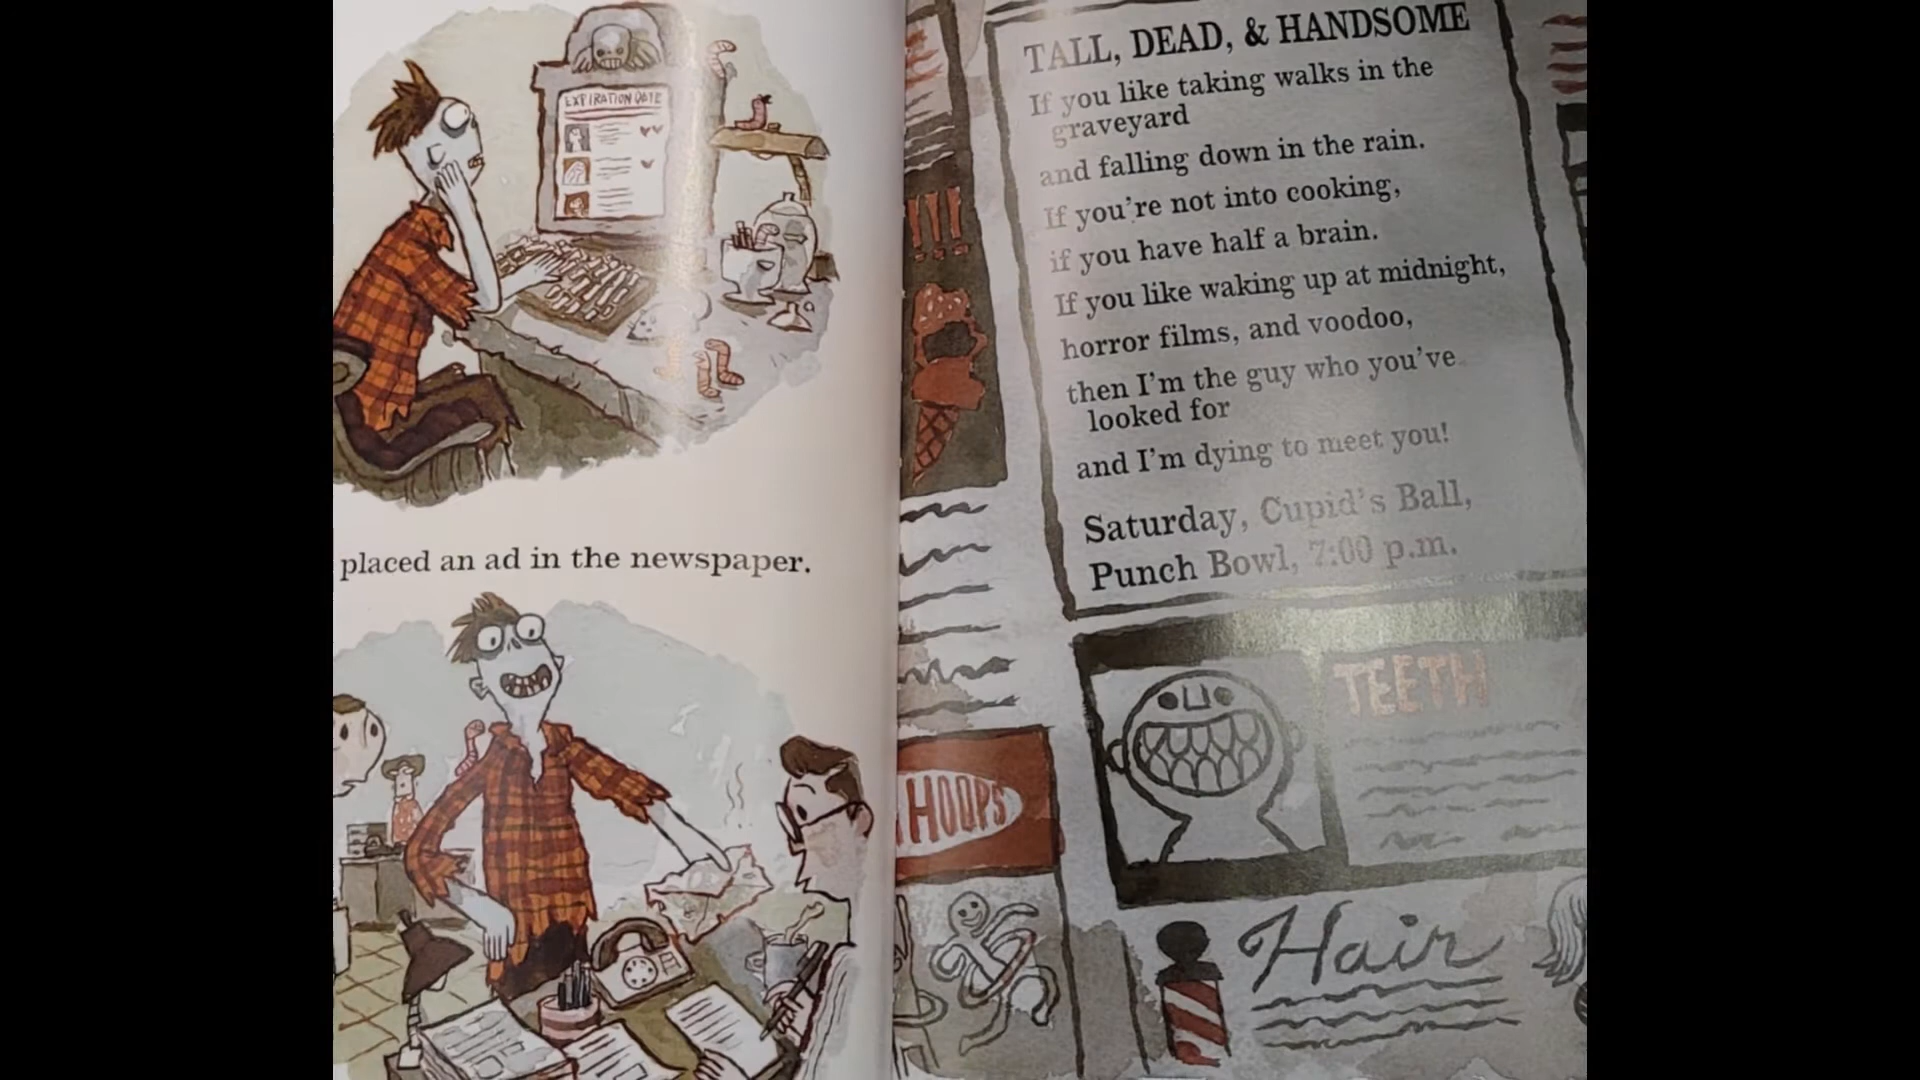 EXPIRATION DATE
placed an ad in the newspaper.
TALL, DEAD, & HANDSOME
If you like taking walks in the
graveyard
and falling down in the rain.
If you're not into cooking,
if you have half a brain.
If you like waking up at midnight,
horror films, and voodoo,
then I'm the guy who you've
looked for
and I'm dying to meet you!
Saturday, Cupid's Ball,
Punch Bowl, 7:00 p.m.
!!!
HOOPS
TEETH
Hair